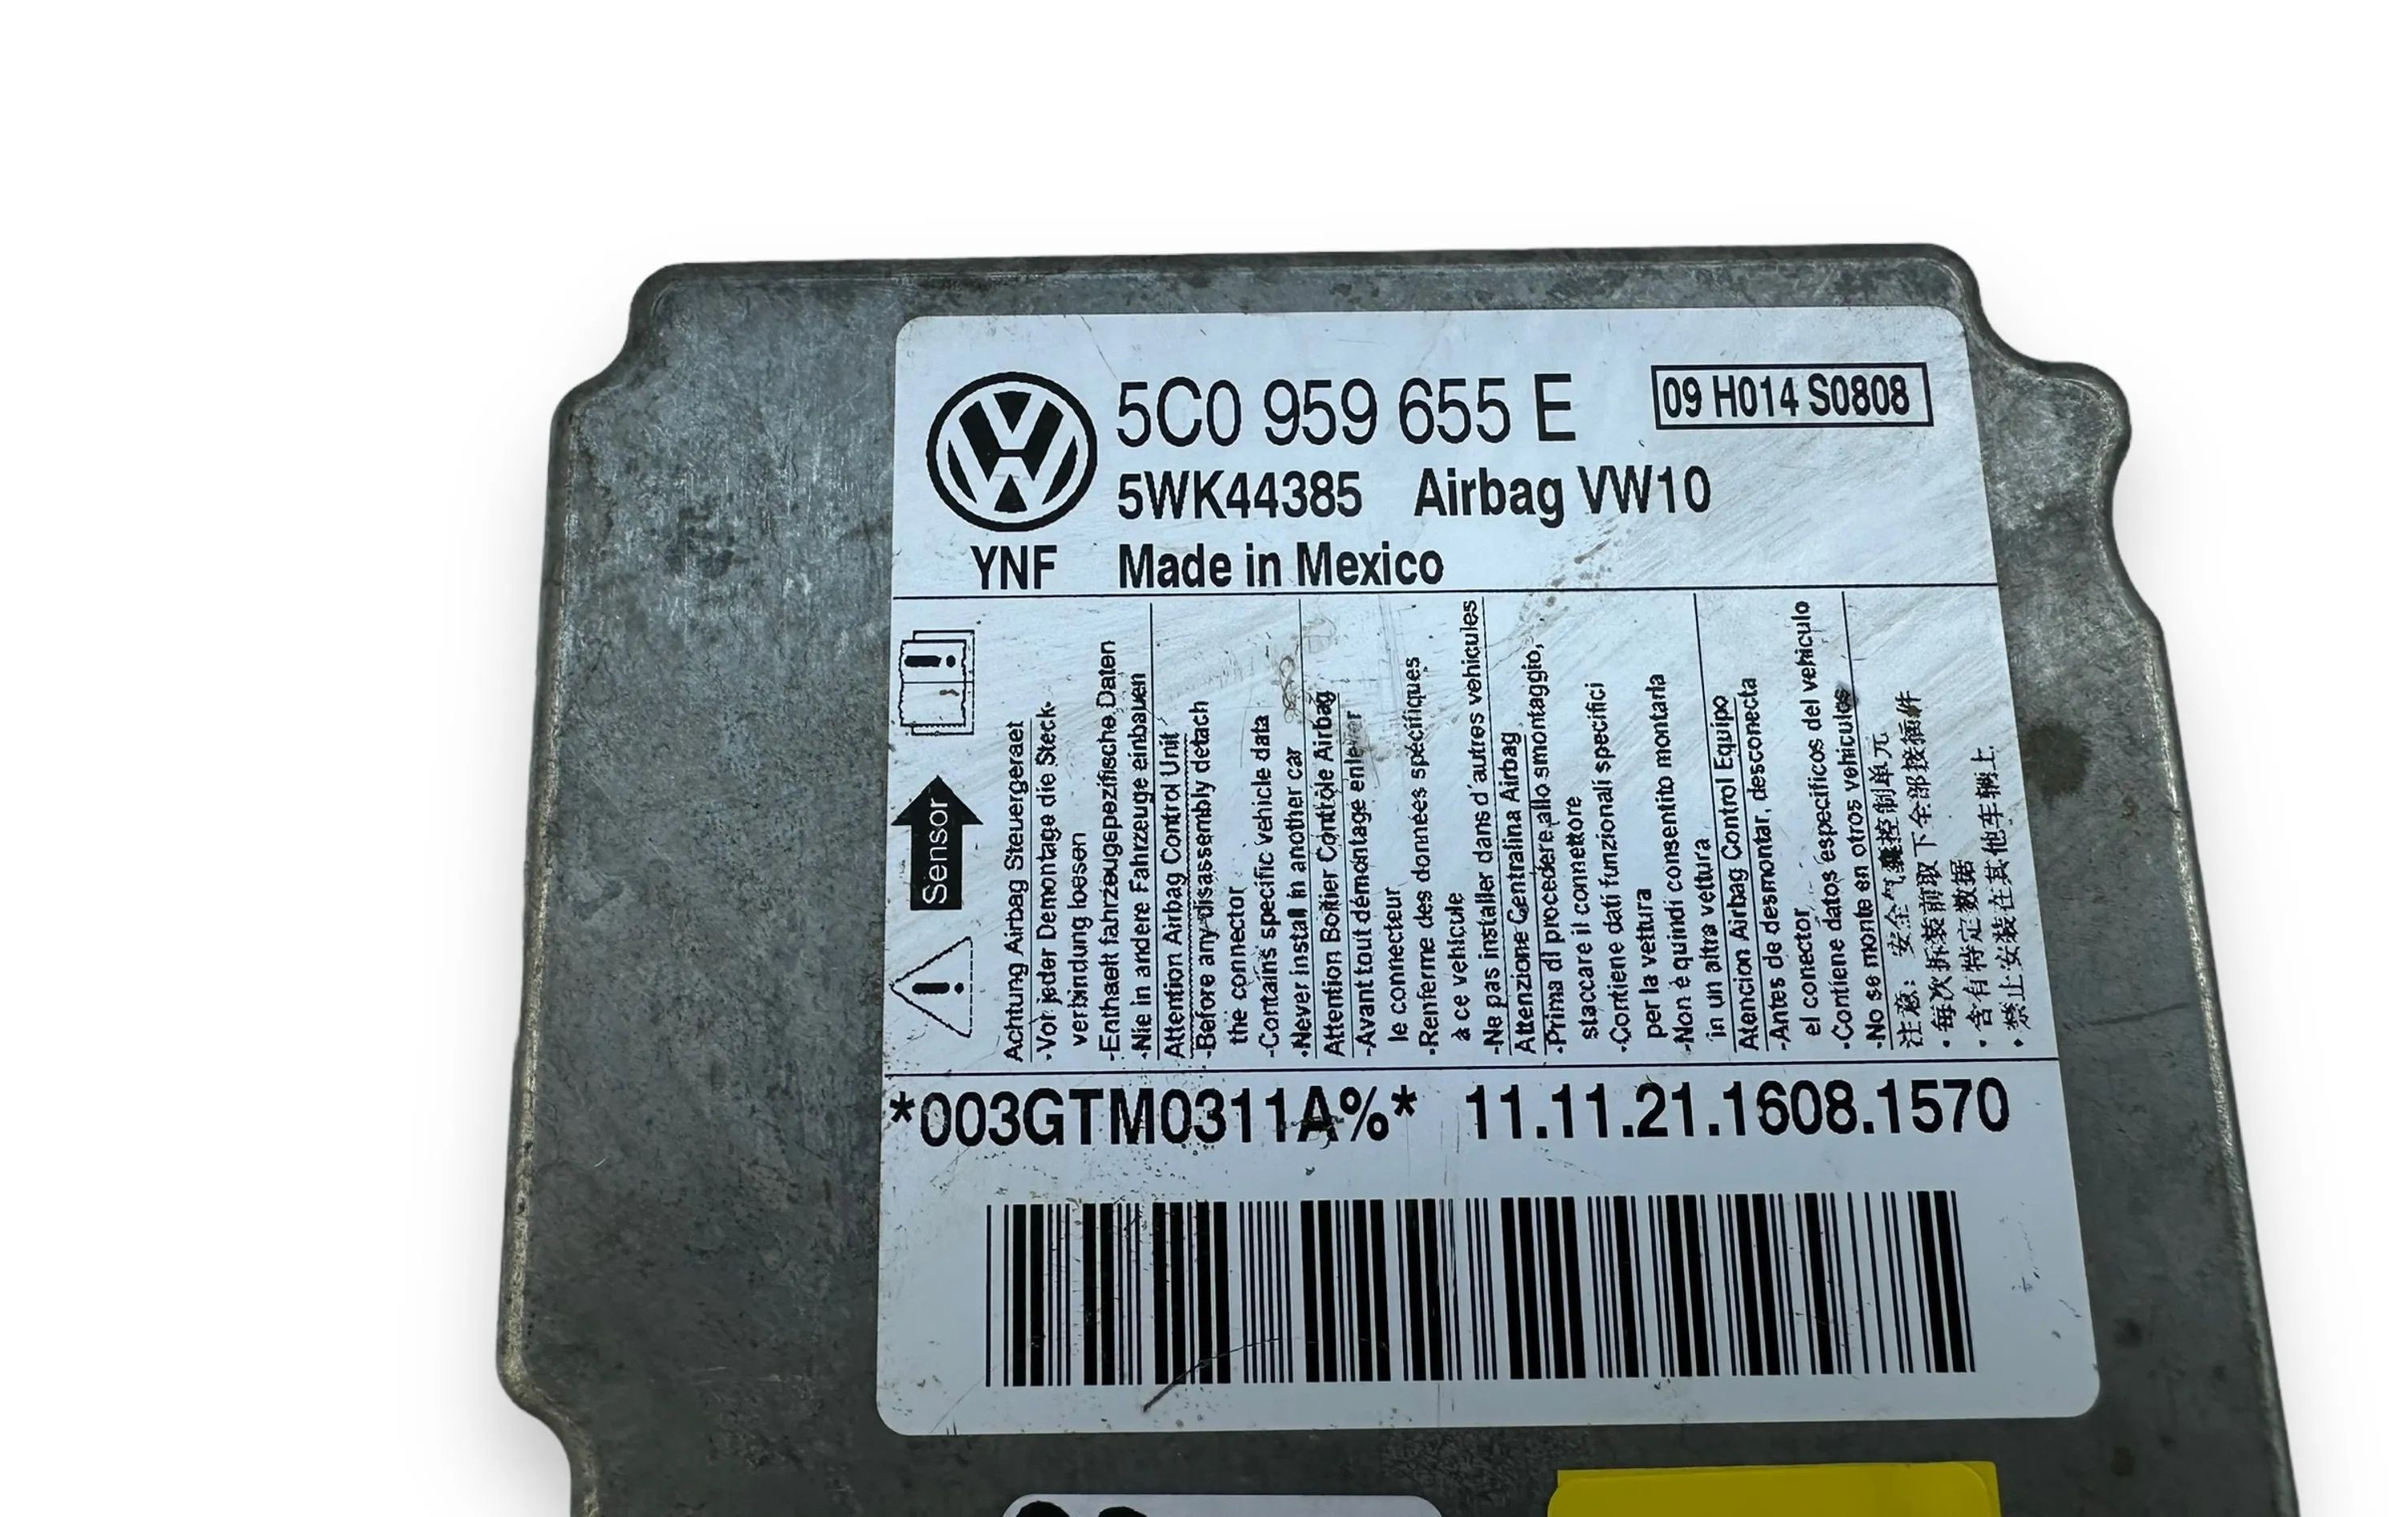 5C0 959 655 E
09 H014 S0808
5WK44385 Airbag VW10
YNF Made in Mexico
Sensor
Achtung Airbag Steuergeraet
-Vor jeder Demontage die Steck-
verbindung loesen
-Enthaelt fahrzeugspezifische Daten
-Nie in andere Fahrzeuge einbauen
Attention Airbag Control Unit
-Before any disassembly detach
the connector
-Contains specific vehicle data
-Never install in another car
Attention Boîtier Contrôle Airbag
-Avant tout démontage enlever
le connecteur
-Renferme des données spécifiques
à ce vehicule
-Ne pas installer dans d'autres vehicules
Attenzione Centralina Airbag
-Prima di procedere allo smontaggio,
staccare il connettore
-Contiene dati funzionali specifici
per la vettura
-Non è quindi consentito montarla
in un altra vettura
Atencion Airbag Control Equipo
-Antes de desmontar, desconecta
el conector
-Contiene datos especificos del vehiculo
-No se monte en otros vehiculos
注意：安全气囊控制单元
·每次拆装前取下全部接插件
·含有特定数据
·禁止安装在其他车辆上
*003GTM0311A%* 11.11.21.1608.1570